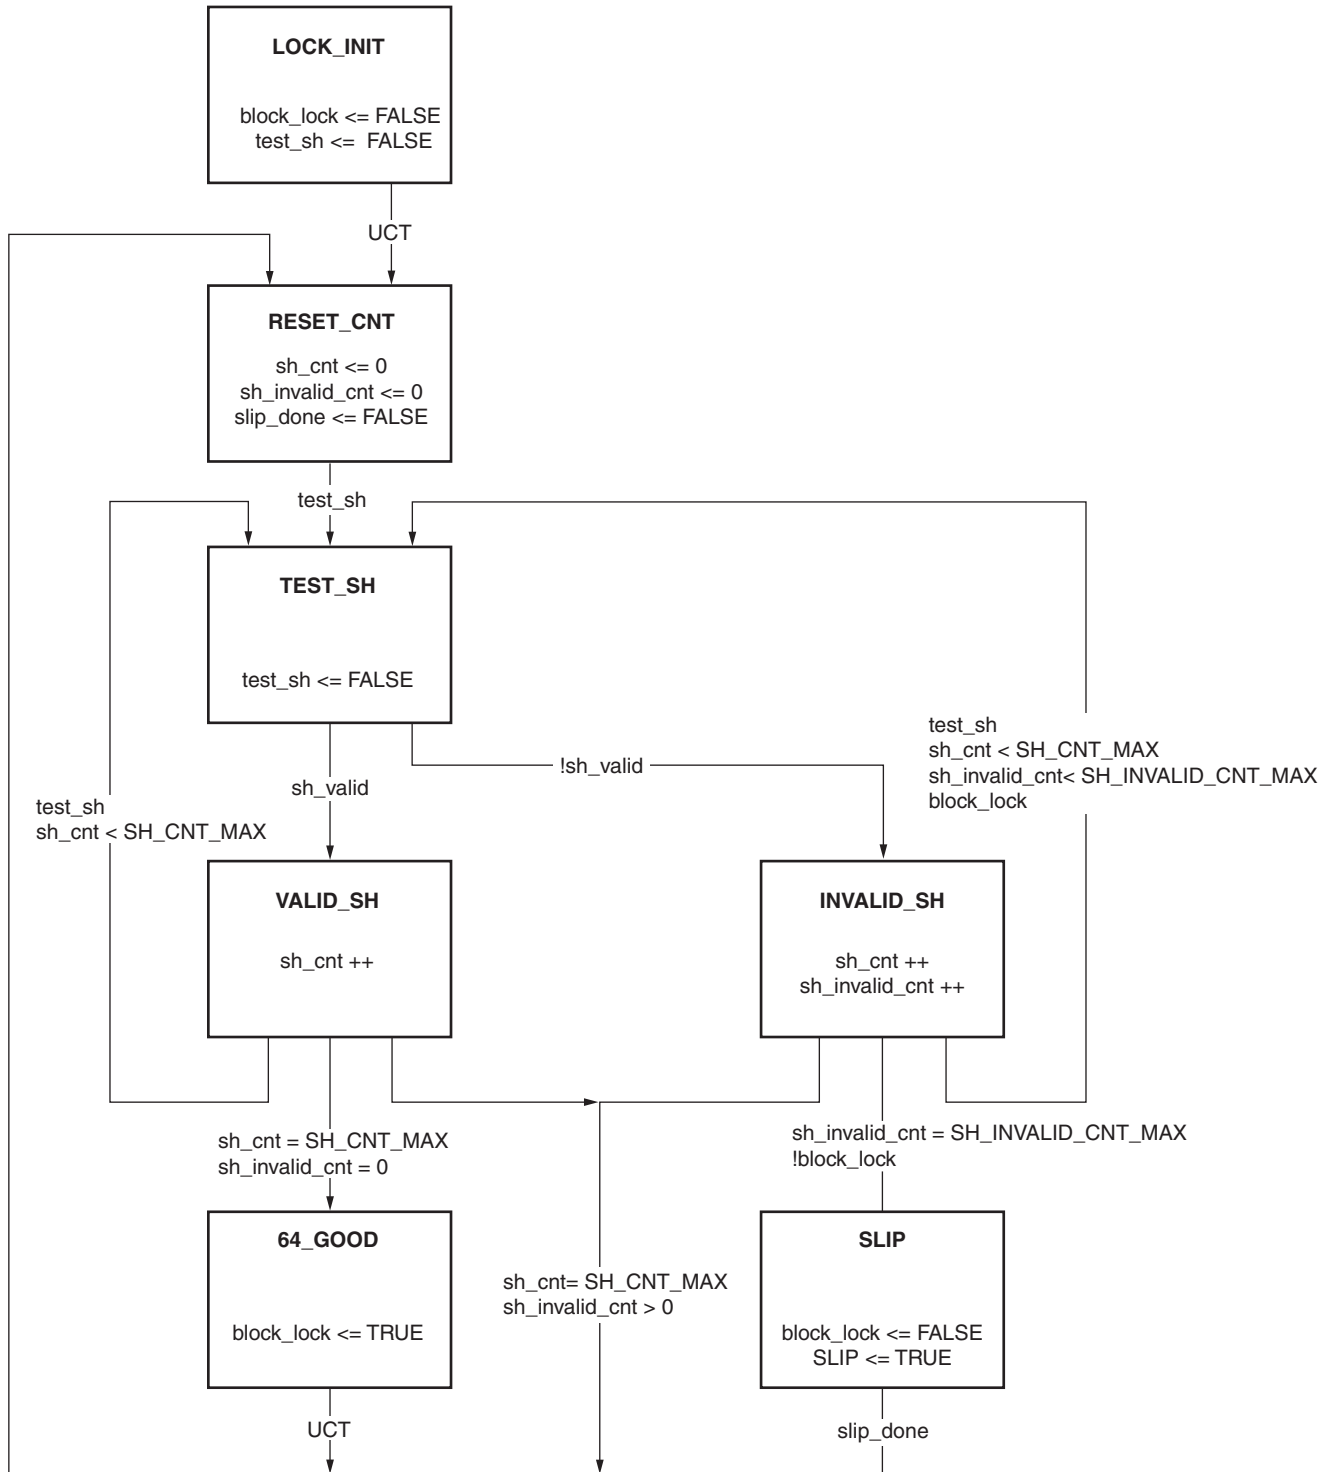 LOCK_INIT
block_lock <= FALSE
test_sh <= FALSE
UCT
RESET_CNT
sh_cnt <= 0
sh_invalid_cnt <= 0
slip_done <= FALSE
test_sh
TEST_SH
test_sh <= FALSE
sh_valid
!sh_valid
test_sh
sh_cnt < SH_CNT_MAX
test_sh
sh_cnt < SH_CNT_MAX
sh_invalid_cnt< SH_INVALID_CNT_MAX
block_lock
VALID_SH
sh_cnt ++
INVALID_SH
sh_cnt ++
sh_invalid_cnt ++
sh_cnt = SH_CNT_MAX
sh_invalid_cnt = 0
sh_invalid_cnt = SH_INVALID_CNT_MAX
!block_lock
64_GOOD
block_lock <= TRUE
sh_cnt= SH_CNT_MAX
sh_invalid_cnt > 0
SLIP
block_lock <= FALSE
SLIP <= TRUE
UCT
slip_done